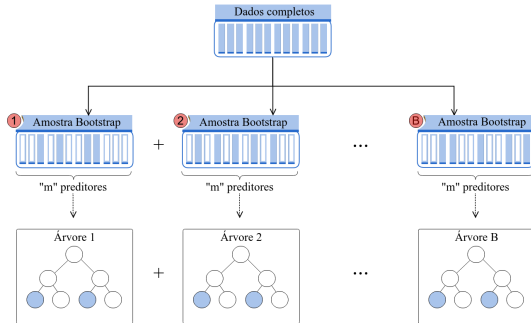 Dados completos
1 Amostra Bootstrap + 2 Amostra Bootstrap ... B Amostra Bootstrap
"m" preditores "m" preditores "m" preditores
Árvore 1 + Árvore 2 ... Árvore B